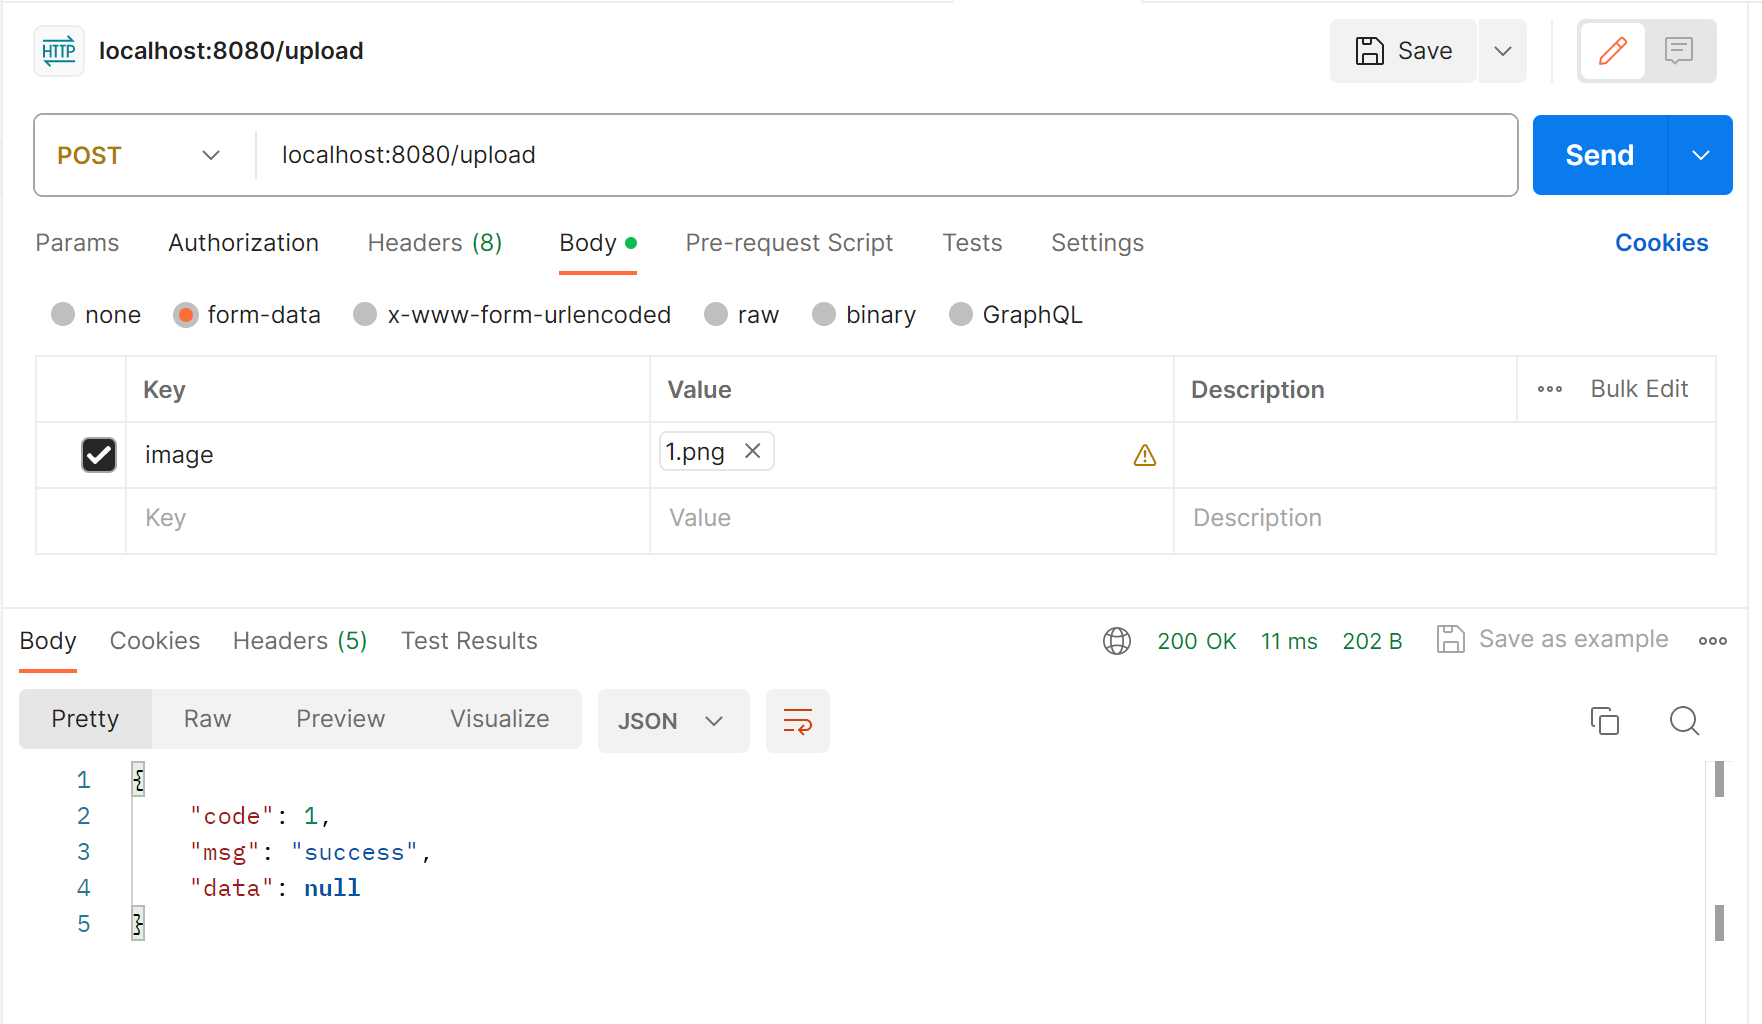 HTTP localhost:8080/upload Save
POST localhost:8080/upload Send
Params Authorization Headers (8) Body Pre-request Script Tests Settings Cookies
none form-data x-www-form-urlencoded raw binary GraphQL
Key Value Description Bulk Edit
image 1.png
Key Value Description
Body Cookies Headers (5) Test Results 200 OK 11 ms 202 B Save as example
Pretty Raw Preview Visualize JSON
1 {
2 "code": 1,
3 "msg": "success",
4 "data": null
5 }